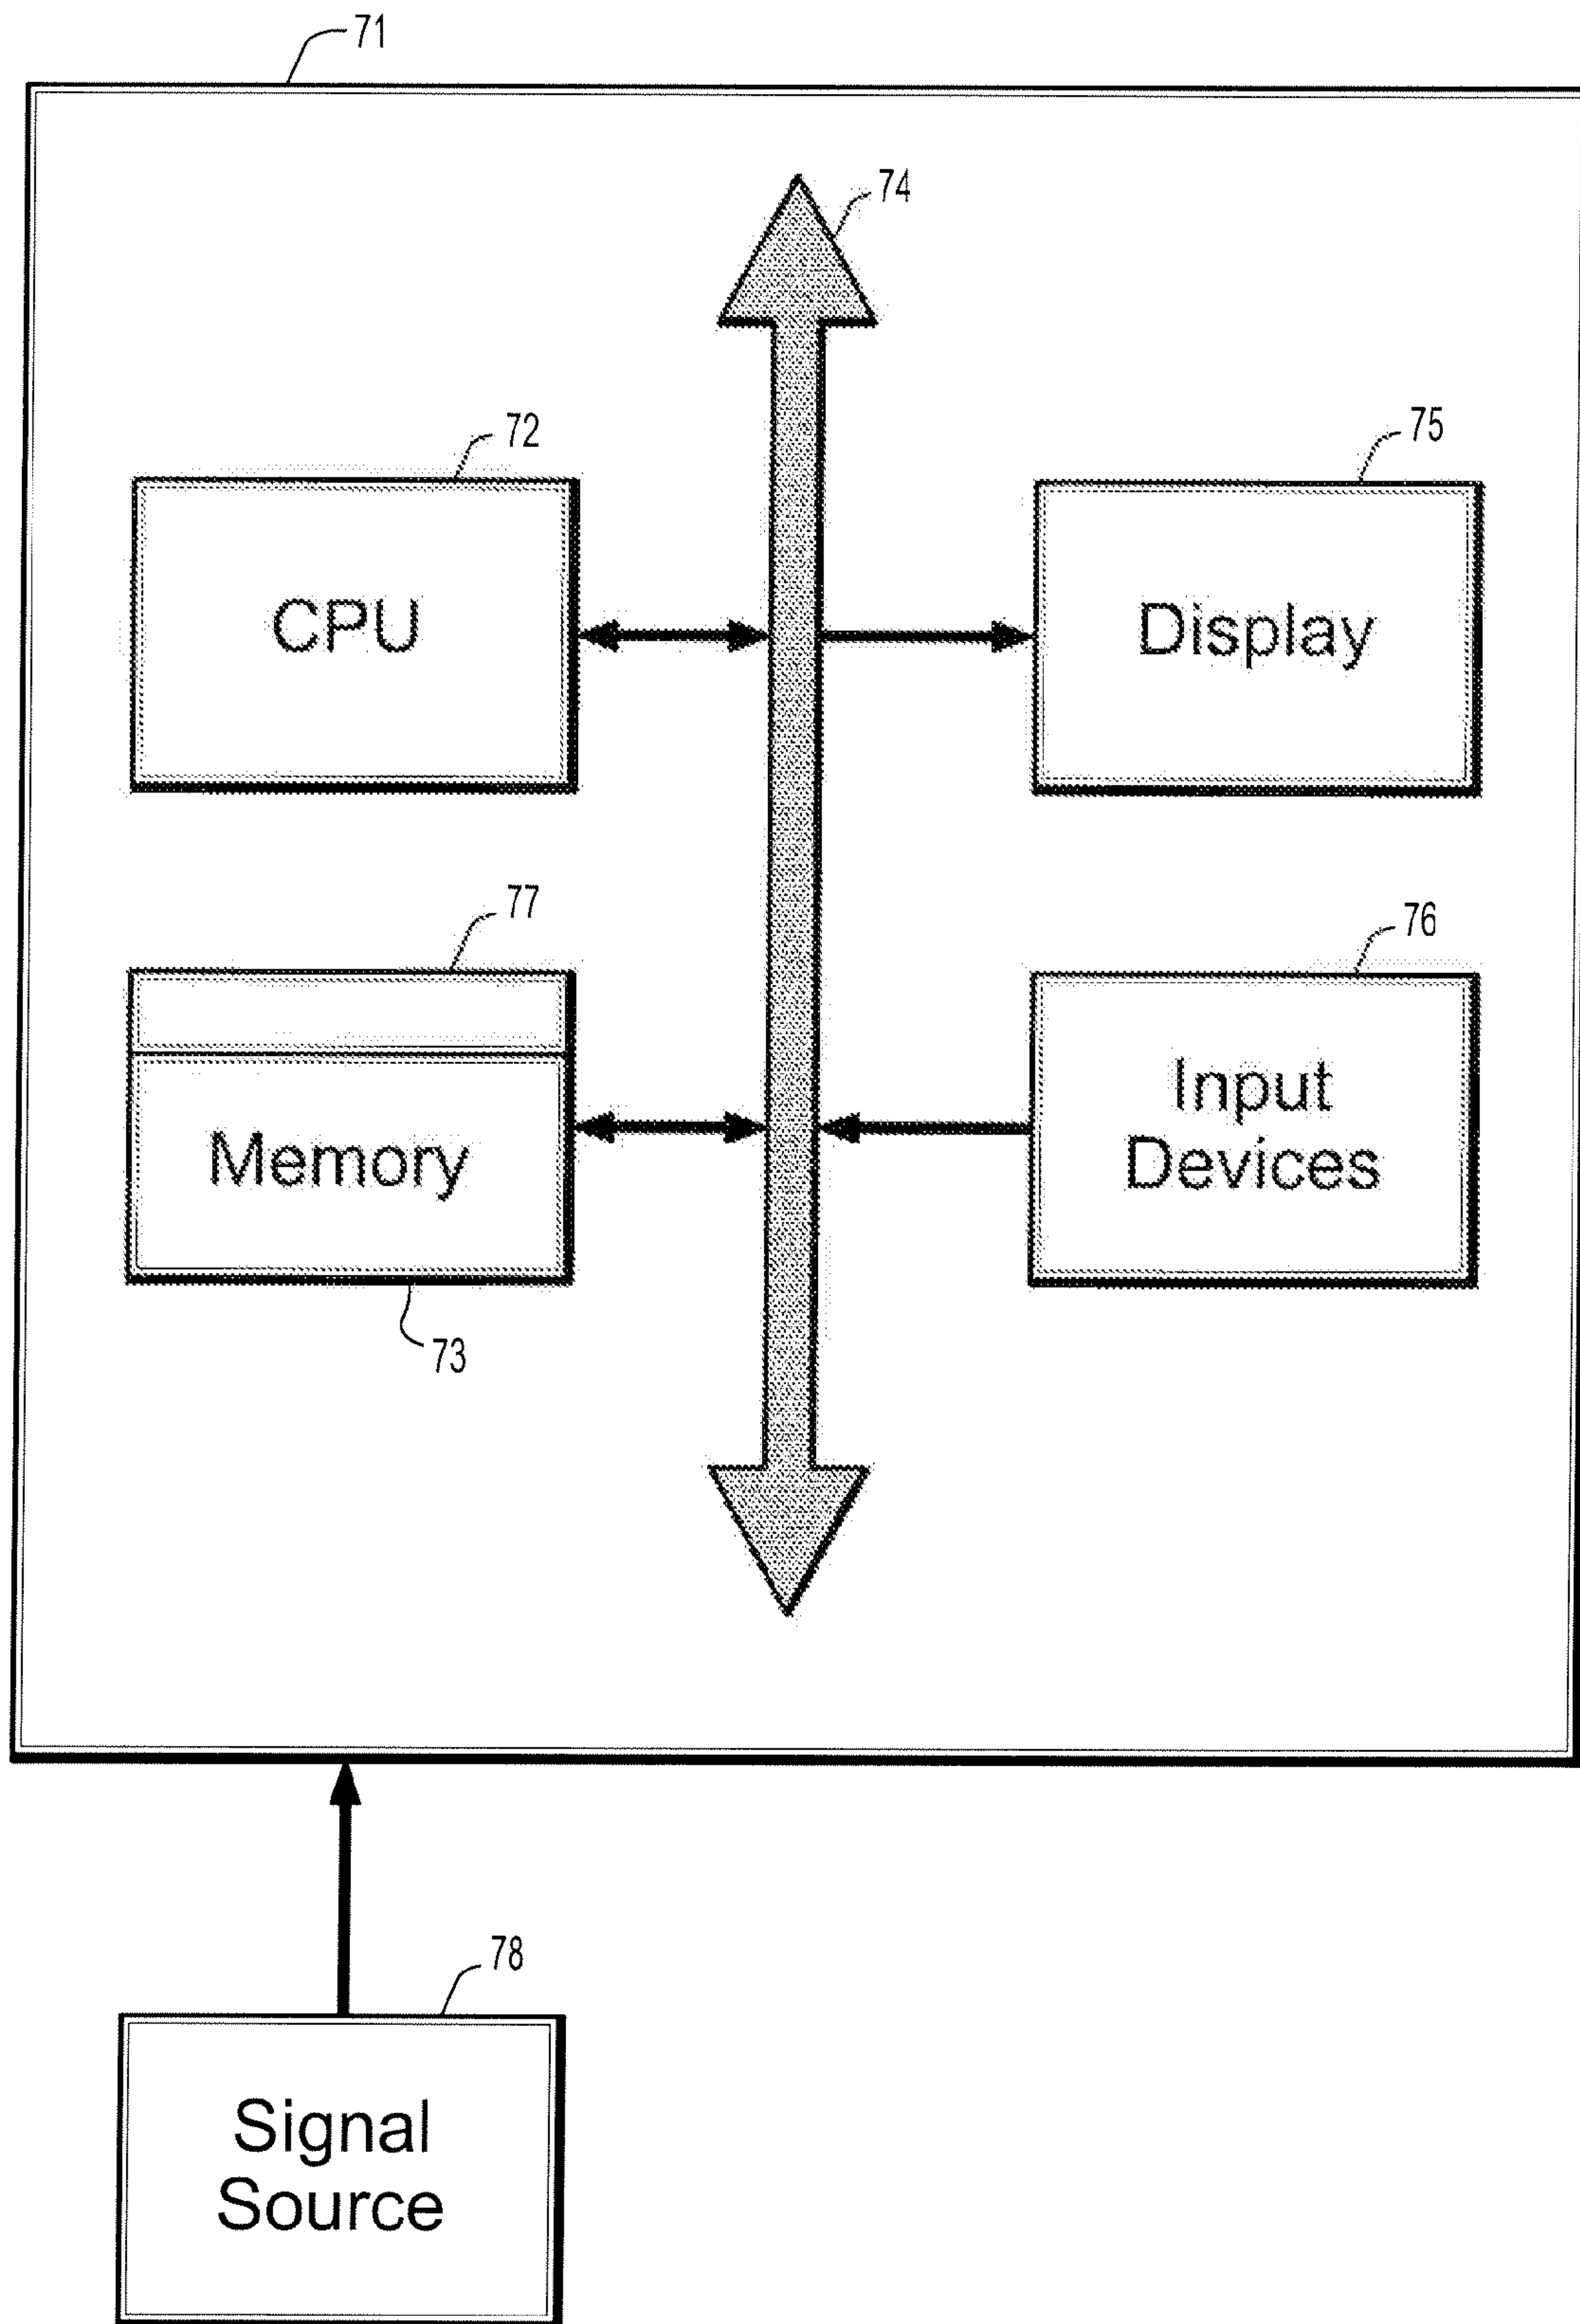 71
74
72
CPU
75
Display
77
Memory
73
76
Input
Devices
78
Signal
Source